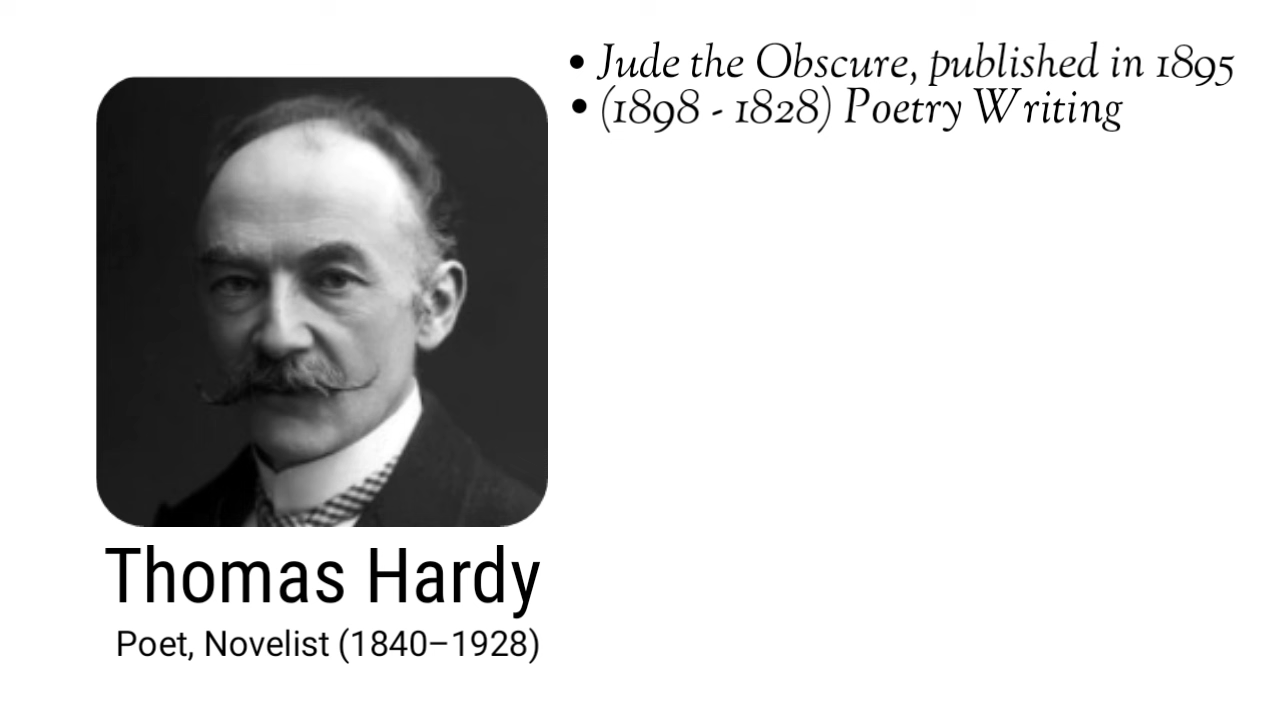 • Jude the Obscure, published in 1895
• (1898 - 1828) Poetry Writing
Thomas Hardy
Poet, Novelist (1840–1928)